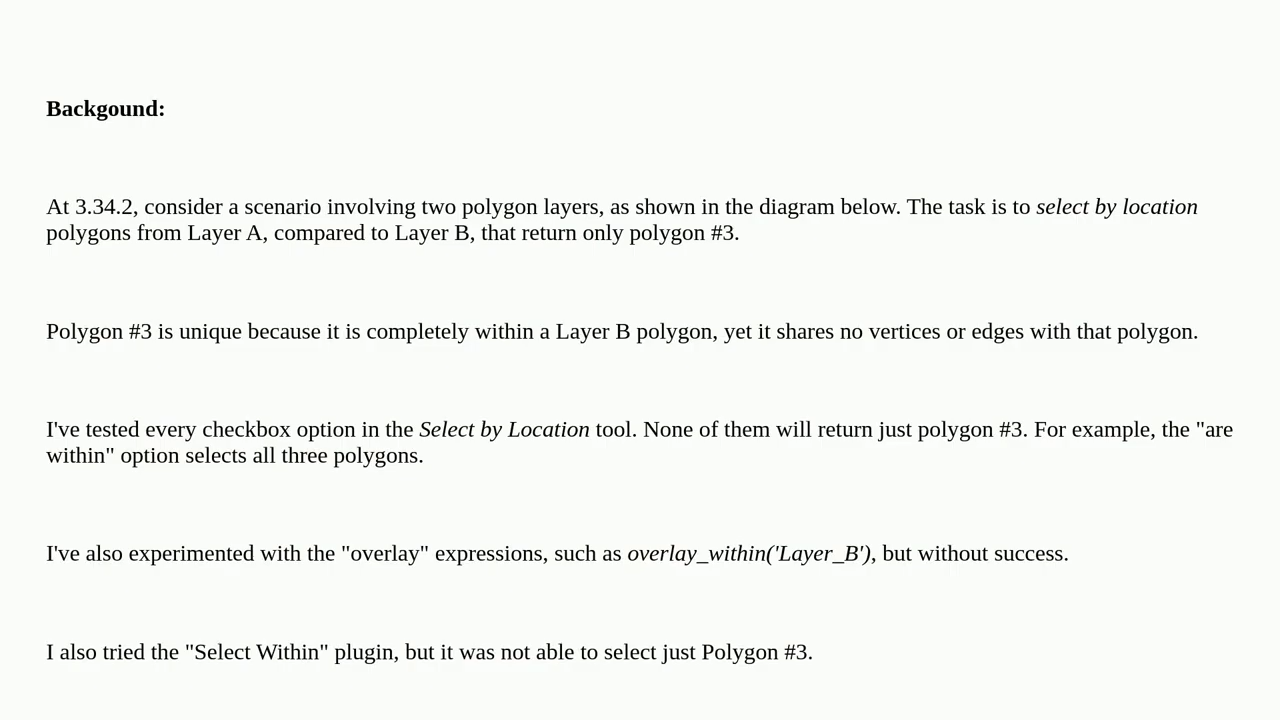 Backgound:
At 3.34.2, consider a scenario involving two polygon layers, as shown in the diagram below. The task is to select by location
polygons from Layer A, compared to Layer B, that return only polygon #3.
Polygon #3 is unique because it is completely within a Layer B polygon, yet it shares no vertices or edges with that polygon.
I've tested every checkbox option in the Select by Location tool. None of them will return just polygon #3. For example, the "are
within" option selects all three polygons.
I've also experimented with the "overlay" expressions, such as overlay_within('Layer_B'), but without success.
I also tried the "Select Within" plugin, but it was not able to select just Polygon #3.